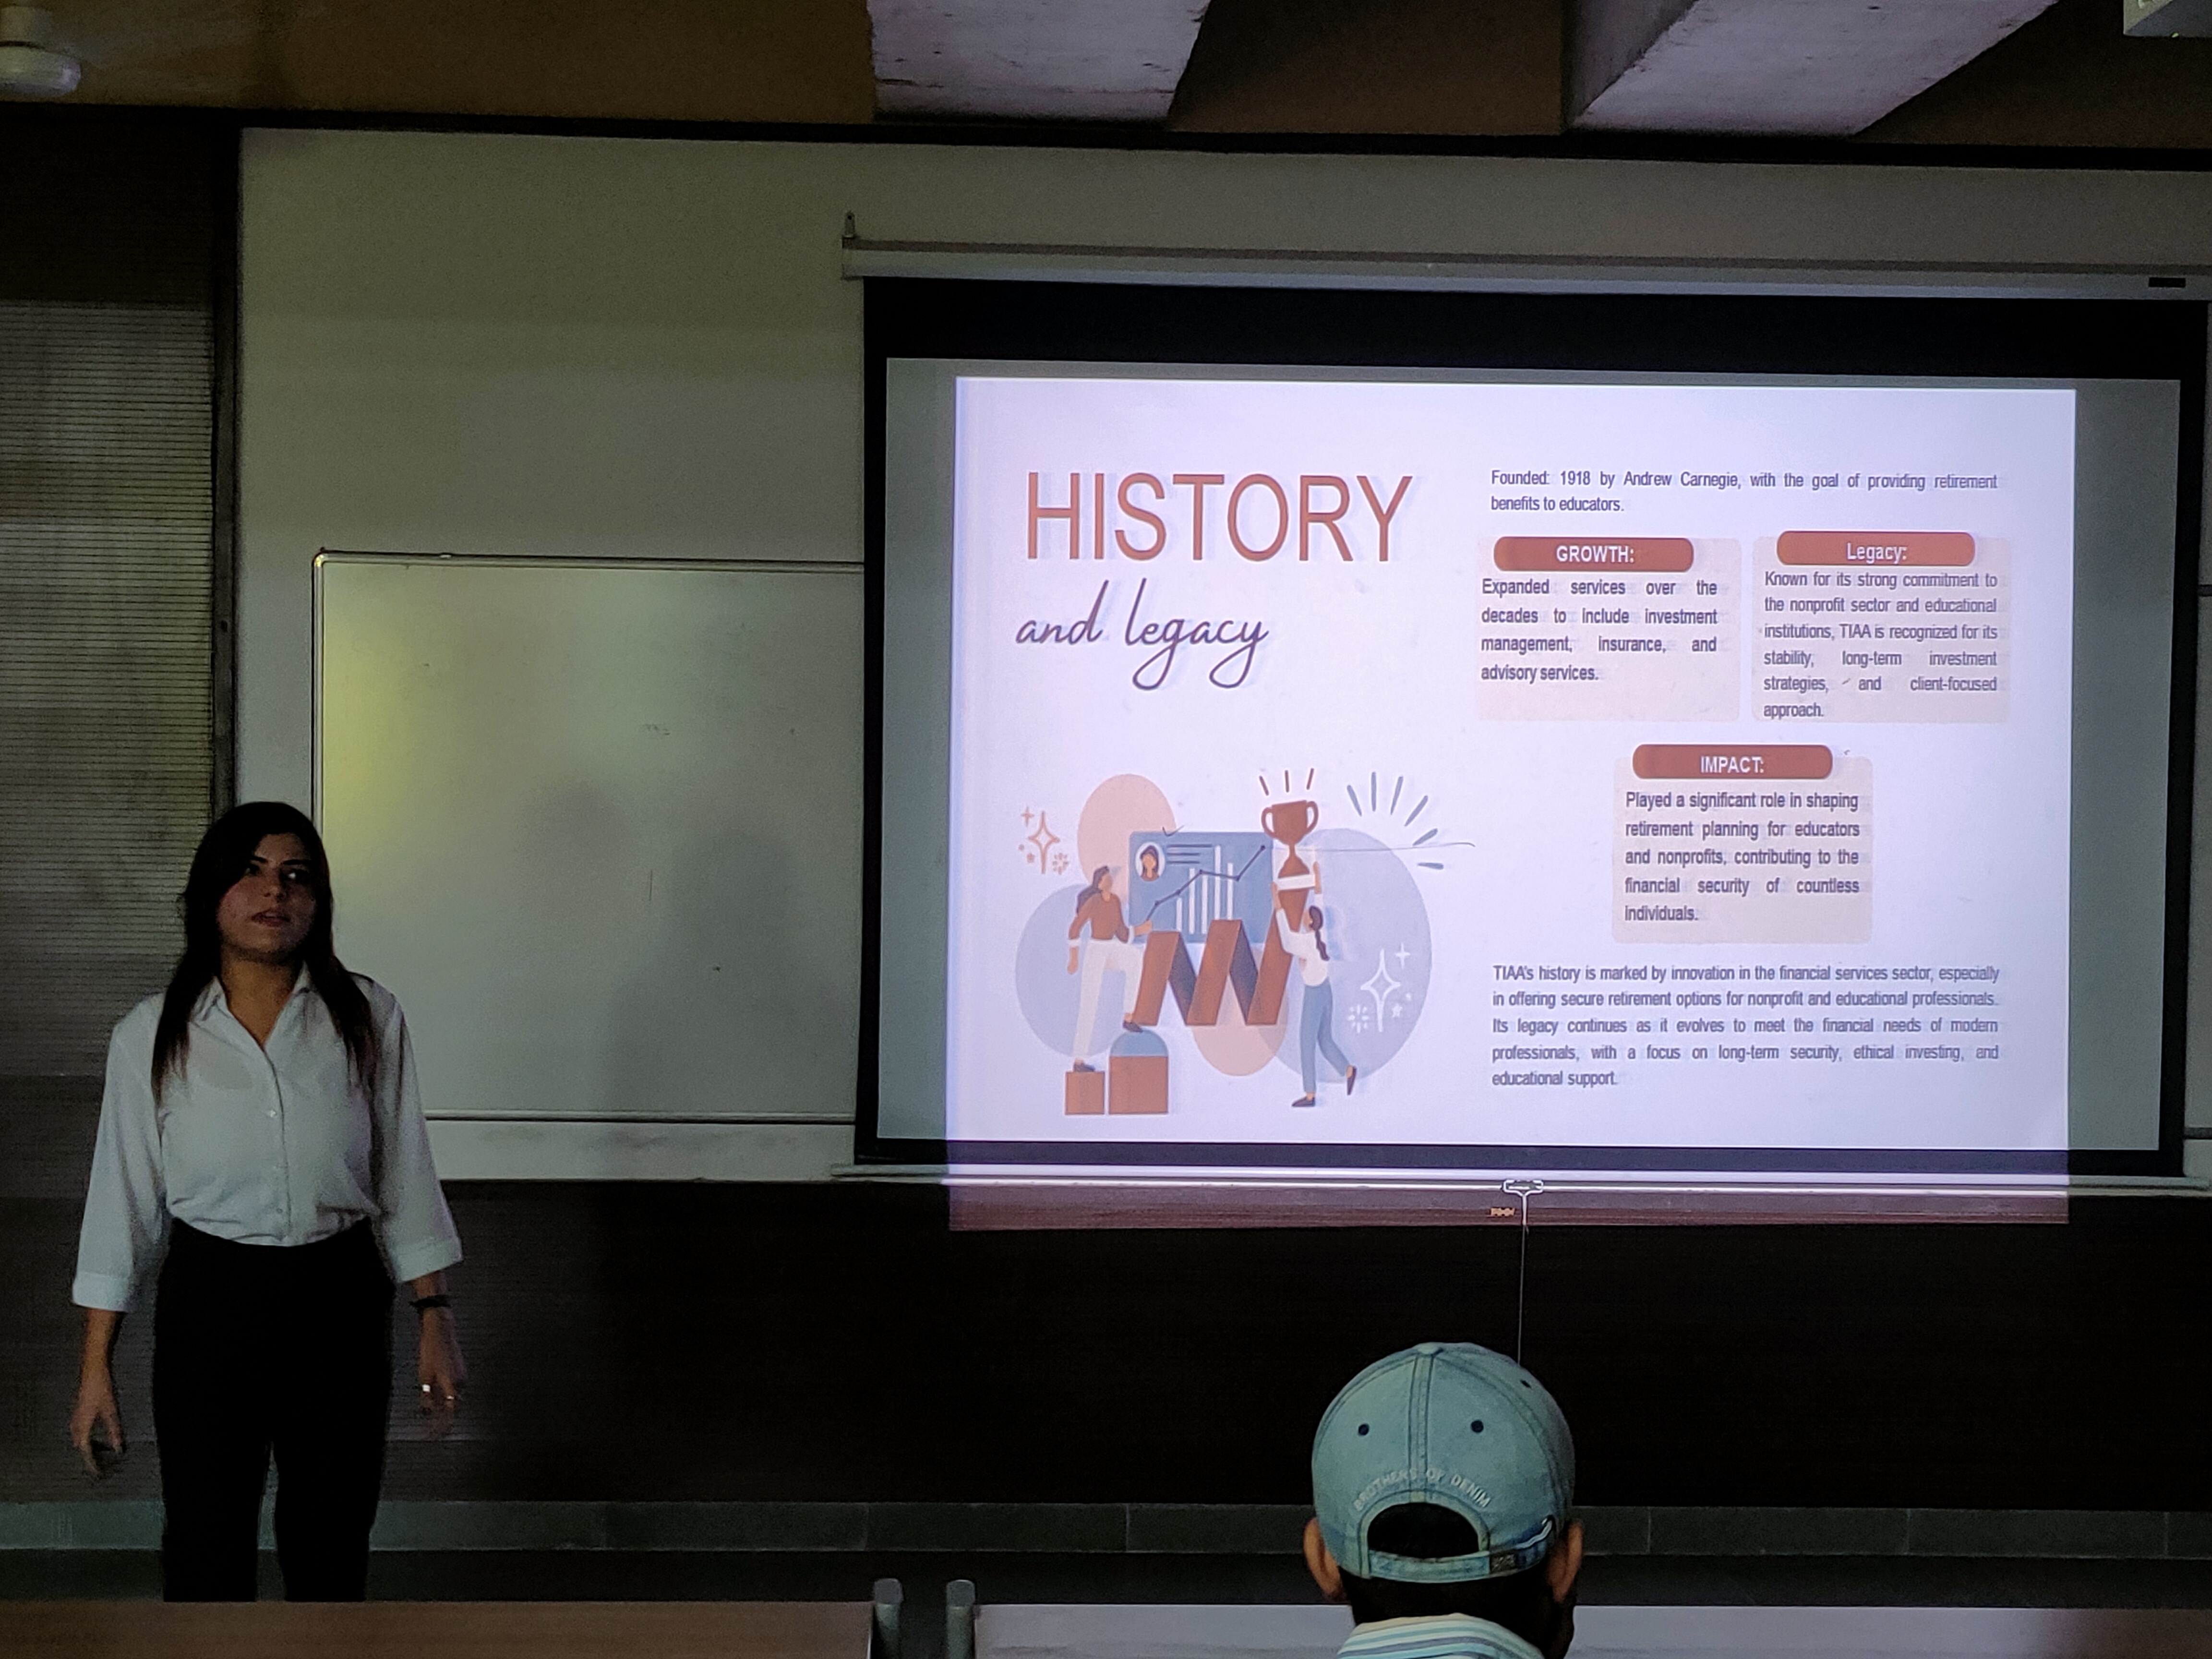 HISTORY
and legacy
Founded: 1918 by Andrew Carnegie, with the goal of providing retirement
benefits to educators.
GROWTH:
Expanded services over the
decades to include investment
management, insurance, and
advisory services.
Legacy:
Known for its strong commitment to
the nonprofit sector and educational
institutions, TIAA is recognized for its
stability, long-term investment
strategies, and client-focused
approach.
IMPACT:
Played a significant role in shaping
retirement planning for educators
and nonprofits, contributing to the
financial security of countless
individuals.
TIAA's history is marked by innovation in the financial services sector, especially
in offering secure retirement options for nonprofit and educational professionals.
Its legacy continues as it evolves to meet the financial needs of modern
professionals, with a focus on long-term security, ethical investing, and
educational support.
BROTHERS OF DENIM